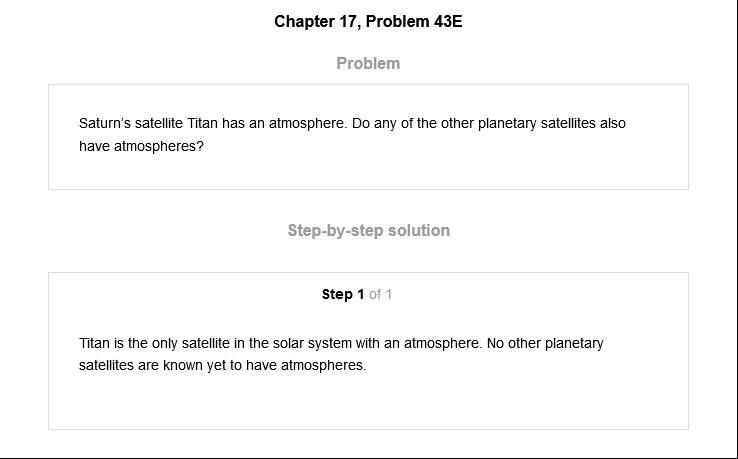 Chapter 17, Problem 43E
Problem
Saturn's satellite Titan has an atmosphere. Do any of the other planetary satellites also
have atmospheres?
Step-by-step solution
Step 1 of 1
Titan is the only satellite in the solar system with an atmosphere. No other planetary
satellites are known yet to have atmospheres.